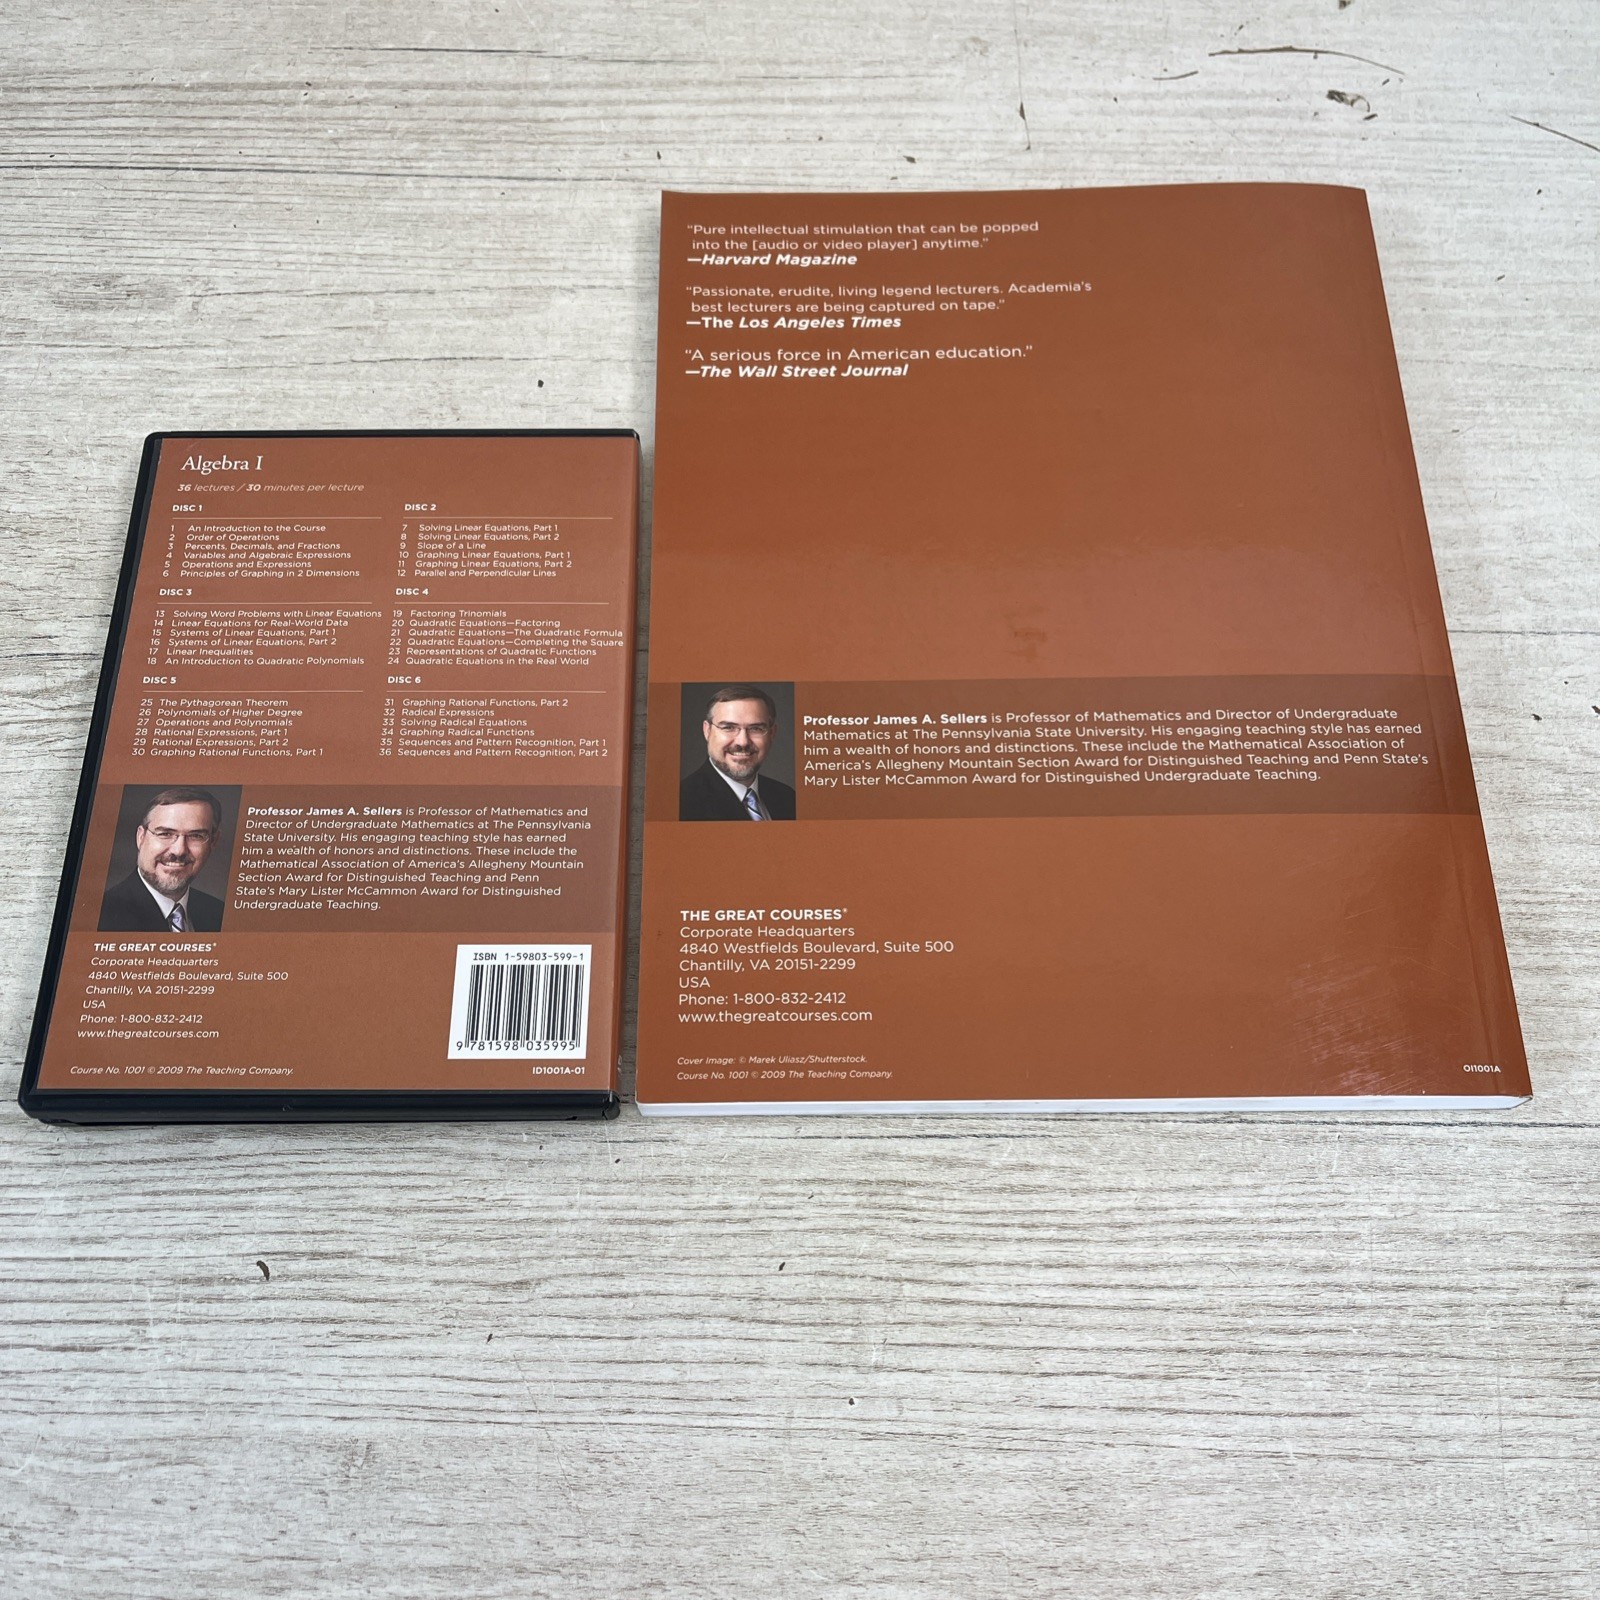 Algebra I
36 lectures / 30 minutes per lecture
DISC 1
1 An Introduction to the Course
2 Order of Operations
3 Percents, Decimals, and Fractions
4 Variables and Algebraic Expressions
5 Operations and Expressions
6 Principles of Graphing in 2 Dimensions
DISC 2
7 Solving Linear Equations, Part 1
8 Solving Linear Equations, Part 2
9 Slope of a Line
10 Graphing Linear Equations, Part 1
11 Graphing Linear Equations, Part 2
12 Parallel and Perpendicular Lines
DISC 3
13 Solving Word Problems with Linear Equations
14 Linear Equations for Real-World Data
15 Systems of Linear Equations, Part 1
16 Systems of Linear Equations, Part 2
17 Linear Inequalities
18 An Introduction to Quadratic Polynomials
DISC 4
19 Factoring Trinomials
20 Quadratic Equations—Factoring
21 Quadratic Equations—The Quadratic Formula
22 Quadratic Equations—Completing the Square
23 Representations of Quadratic Functions
24 Quadratic Equations in the Real World
DISC 5
25 The Pythagorean Theorem
26 Polynomials of Higher Degree
27 Operations and Polynomials
28 Rational Expressions, Part 1
29 Rational Expressions, Part 2
30 Graphing Rational Functions, Part 1
DISC 6
31 Graphing Rational Functions, Part 2
32 Radical Expressions
33 Solving Radical Equations
34 Graphing Radical Functions
35 Sequences and Pattern Recognition, Part 1
36 Sequences and Pattern Recognition, Part 2
Professor James A. Sellers is Professor of Mathematics and
Director of Undergraduate Mathematics at The Pennsylvania
State University. His engaging teaching style has earned
him a wealth of honors and distinctions. These include the
Mathematical Association of America's Allegheny Mountain
Section Award for Distinguished Teaching and Penn
State's Mary Lister McCammon Award for Distinguished
Undergraduate Teaching.
THE GREAT COURSES®
Corporate Headquarters
4840 Westfields Boulevard, Suite 500
Chantilly, VA 20151-2299
USA
Phone: 1-800-832-2412
www.thegreatcourses.com
Course No. 1001 © 2009 The Teaching Company.
ISBN 1-59803-599-1
9 781598 035995
ID1001A-01
"Pure intellectual stimulation that can be popped
into the [audio or video player] anytime."
—Harvard Magazine
"Passionate, erudite, living legend lecturers. Academia's
best lecturers are being captured on tape."
—The Los Angeles Times
"A serious force in American education."
—The Wall Street Journal
Professor James A. Sellers is Professor of Mathematics and Director of Undergraduate
Mathematics at The Pennsylvania State University. His engaging teaching style has earned
him a wealth of honors and distinctions. These include the Mathematical Association of
America's Allegheny Mountain Section Award for Distinguished Teaching and Penn State's
Mary Lister McCammon Award for Distinguished Undergraduate Teaching.
THE GREAT COURSES®
Corporate Headquarters
4840 Westfields Boulevard, Suite 500
Chantilly, VA 20151-2299
USA
Phone: 1-800-832-2412
www.thegreatcourses.com
Cover Image: © Marek Uliasz/Shutterstock.
Course No. 1001 © 2009 The Teaching Company.
OI1001A